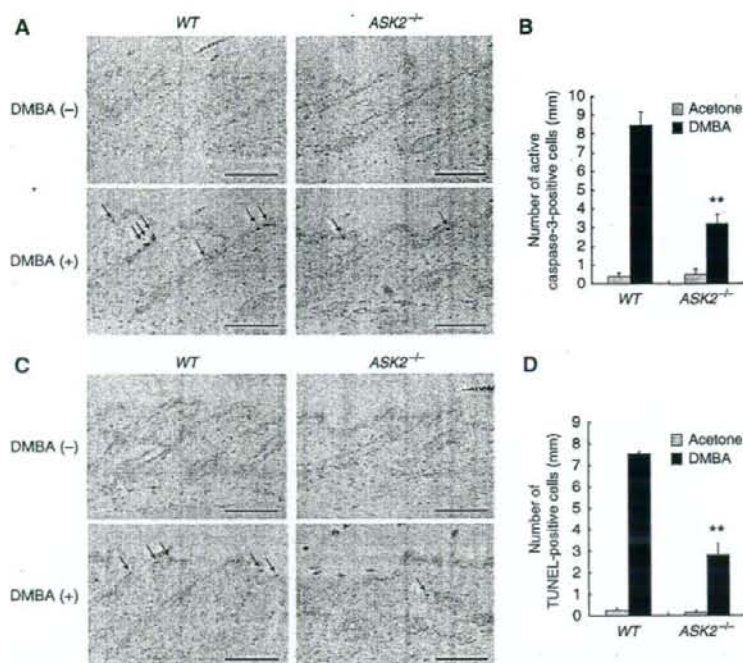 A
WT
ASK2−/−
DMBA (−)
DMBA (+)
B
Number of active
caspase-3-positive cells (mm)
10
9
8
7
6
5
4
3
2
1
0
Acetone
DMBA
**
WT
ASK2−/−
C
WT
ASK2−/−
DMBA (−)
DMBA (+)
D
Number of
TUNEL-positive cells (mm)
9
8
7
6
5
4
3
2
1
0
Acetone
DMBA
**
WT
ASK2−/−